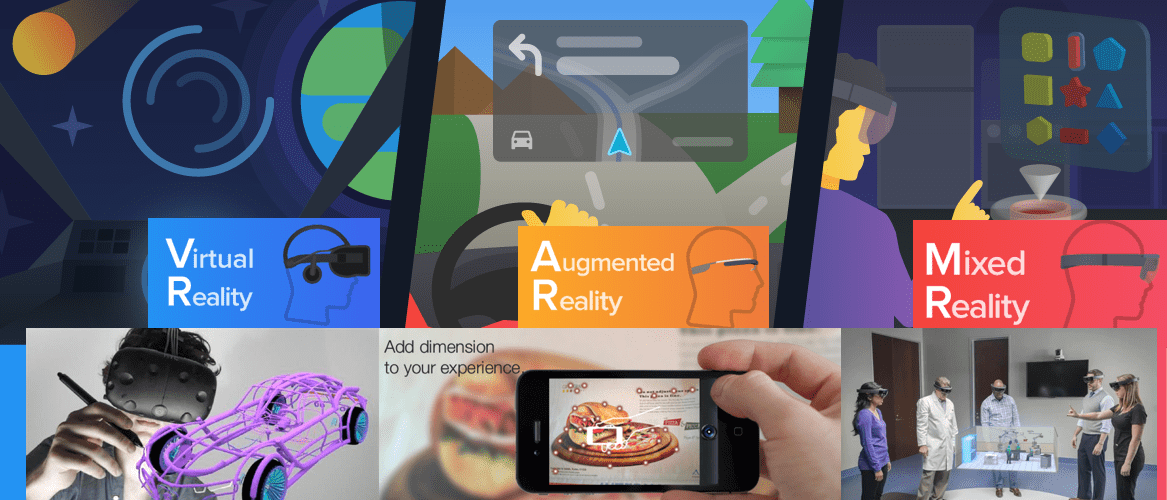 Virtual
Reality
Augmented
Reality
Mixed
Reality
Add dimension
to your experience.